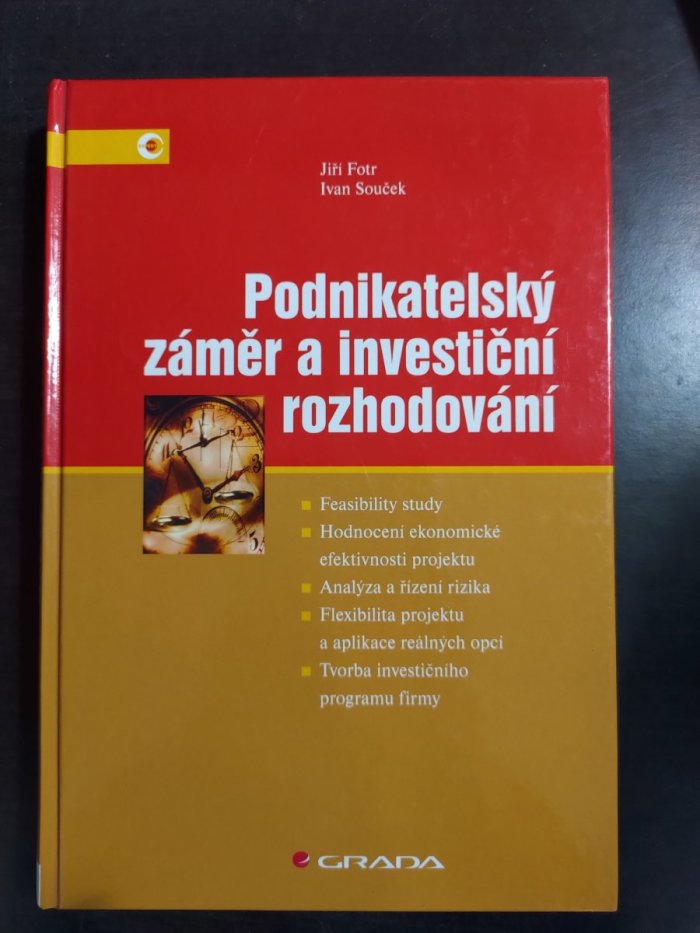 EXPERT
Jiří Fotr
Ivan Souček
Podnikatelský
záměr a investiční
rozhodování
Feasibility study
Hodnocení ekonomické
efektivnosti projektu
Analýza a řízení rizika
Flexibilita projektu
a aplikace reálných opcí
Tvorba investičního
programu firmy
GRADA